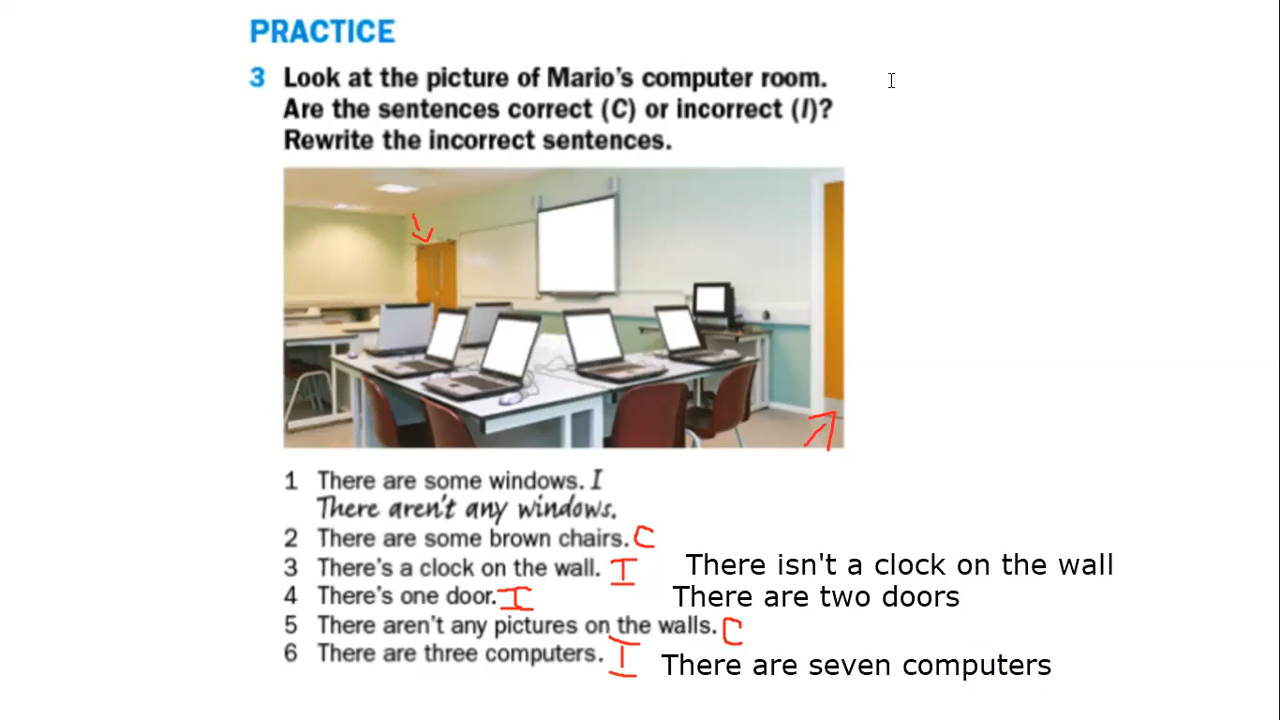 PRACTICE
3 Look at the picture of Mario's computer room.
Are the sentences correct (C) or incorrect (I)?
Rewrite the incorrect sentences.
1 There are some windows. I
There aren't any windows.
2 There are some brown chairs. C
3 There's a clock on the wall. I There isn't a clock on the wall
4 There's one door. I There are two doors
5 There aren't any pictures on the walls. C
6 There are three computers. I There are seven computers